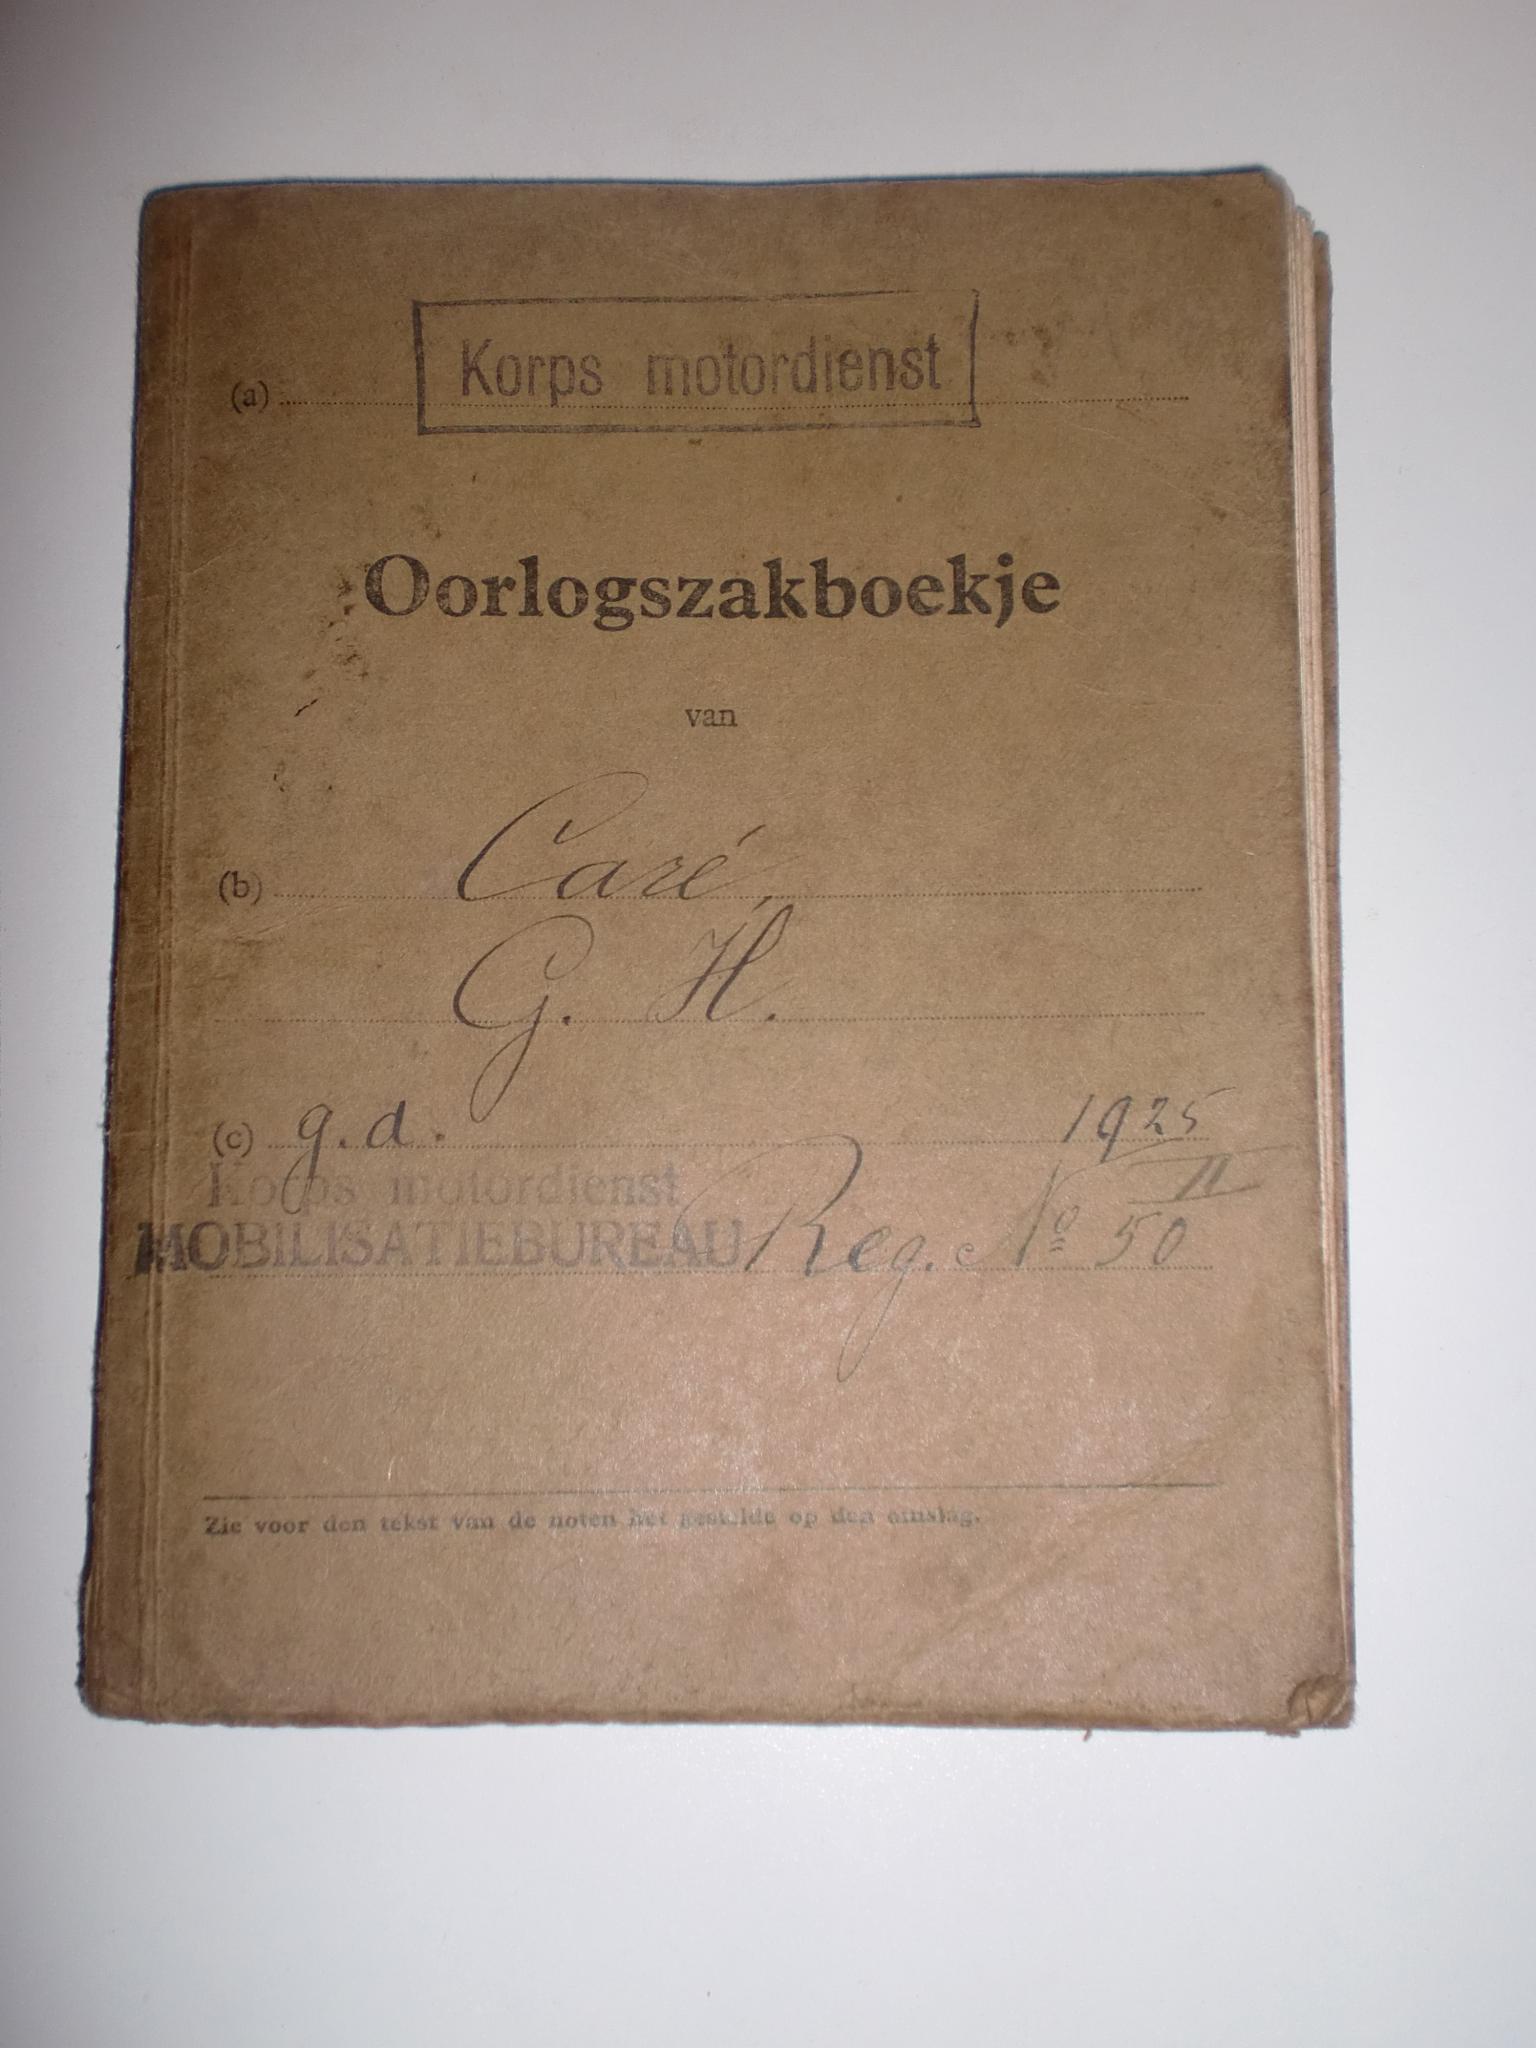 (a) Korps motordienst
Oorlogszakboekje
van
(b) Caré,
G. H.
(c) g.d. 1925
II
Korps motordienst
MOBILISATIEBUREAU Reg. No 50
Zie voor den tekst van de noten het gestelde op den omslag.